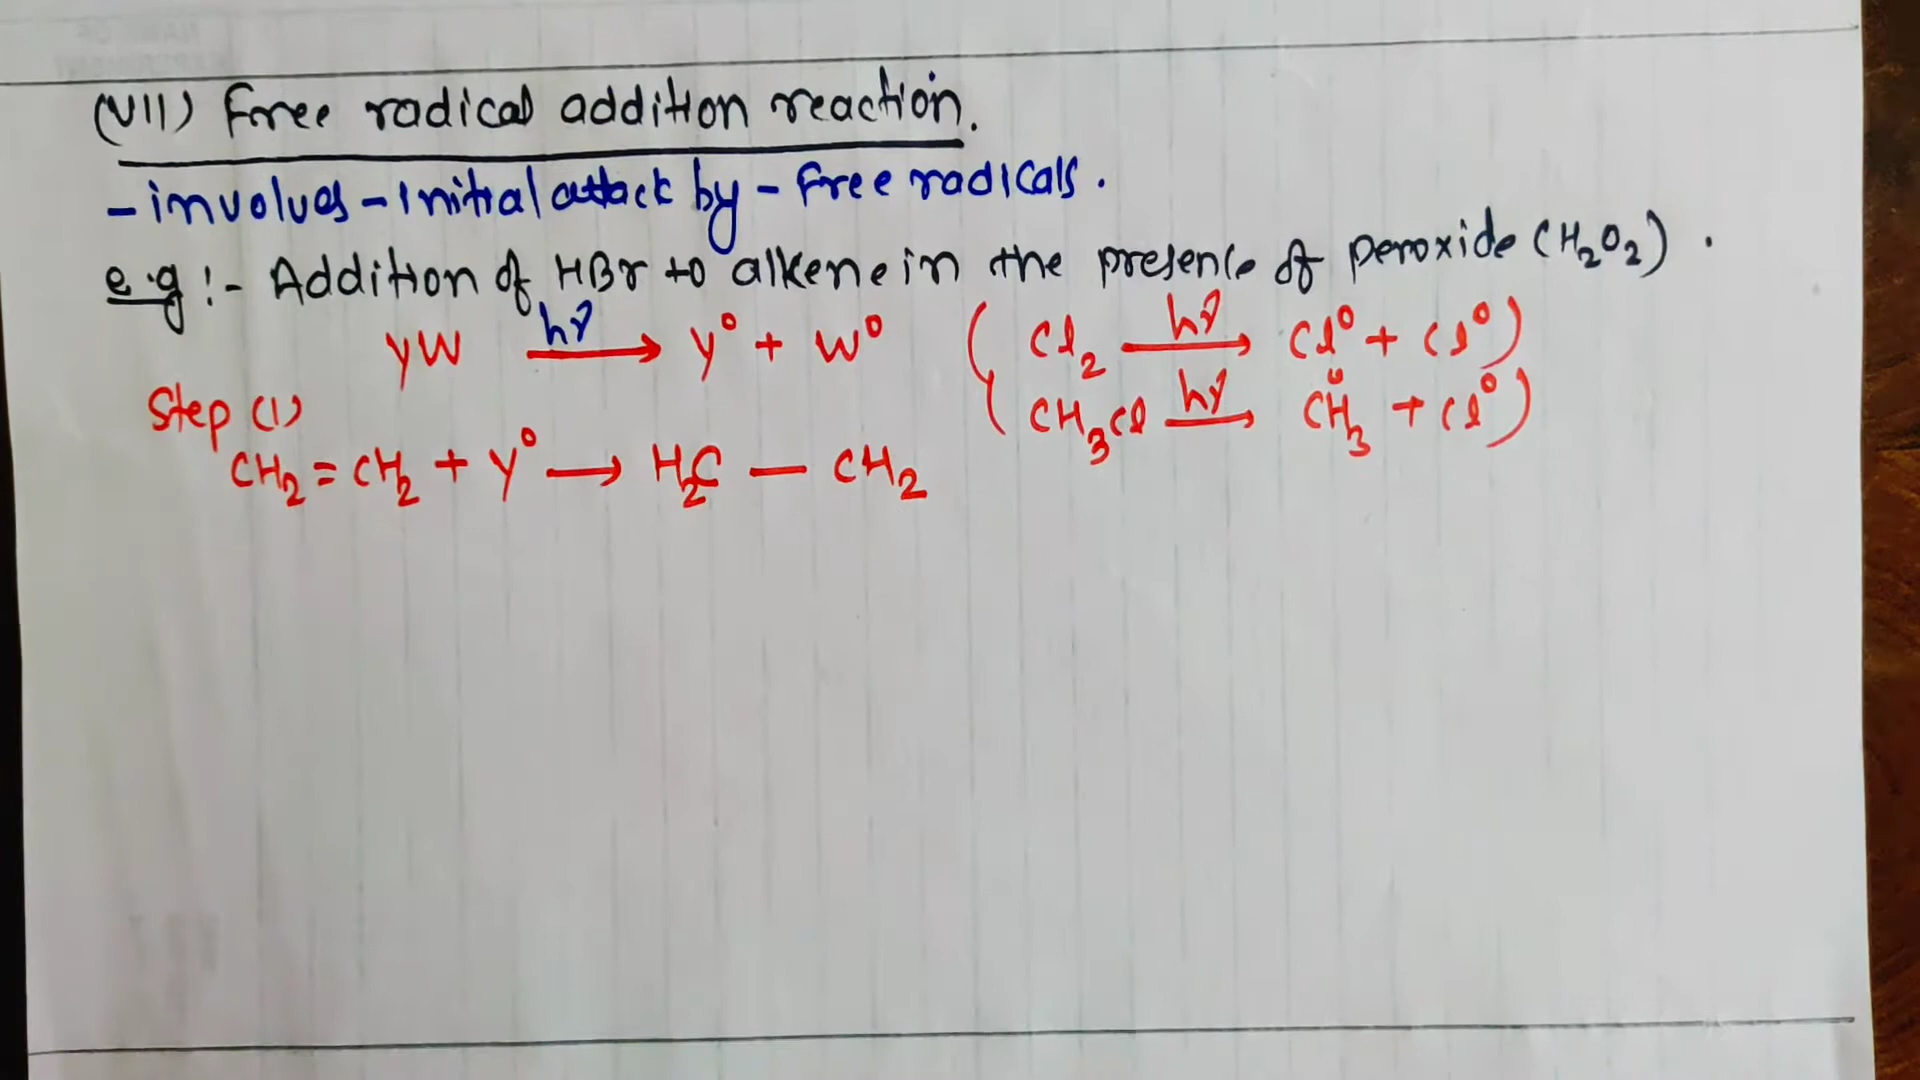 (VII) Free radical addition reaction.
- involves - Initial attack by - Free radicals.
e.g :- Addition of HBr to alkene in the presence of peroxide (H₂O₂).
YW hν → Y° + W° ( Cl₂ hν → Cl° + Cl° )
Step (1) ( CH₃Cl hν → C°H₃ + Cl° )
CH₂ = CH₂ + Y° → H₂C — CH₂